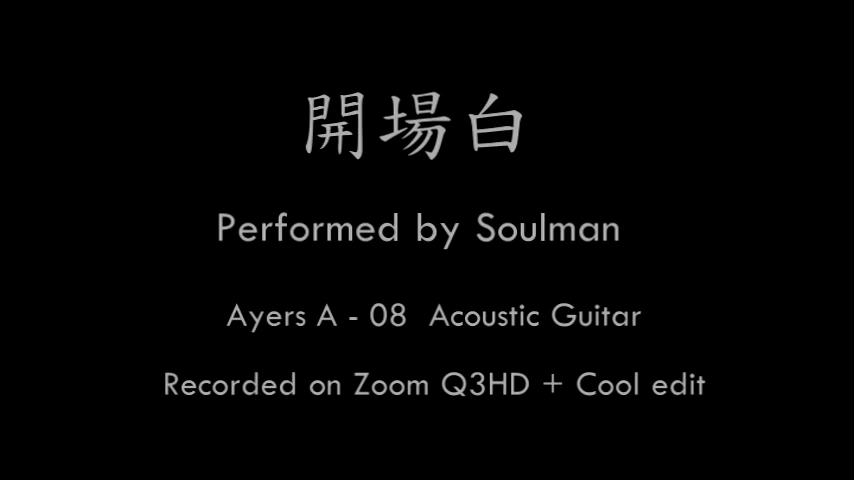 開場白
Performed by Soulman
Ayers A - 08 Acoustic Guitar
Recorded on Zoom Q3HD + Cool edit